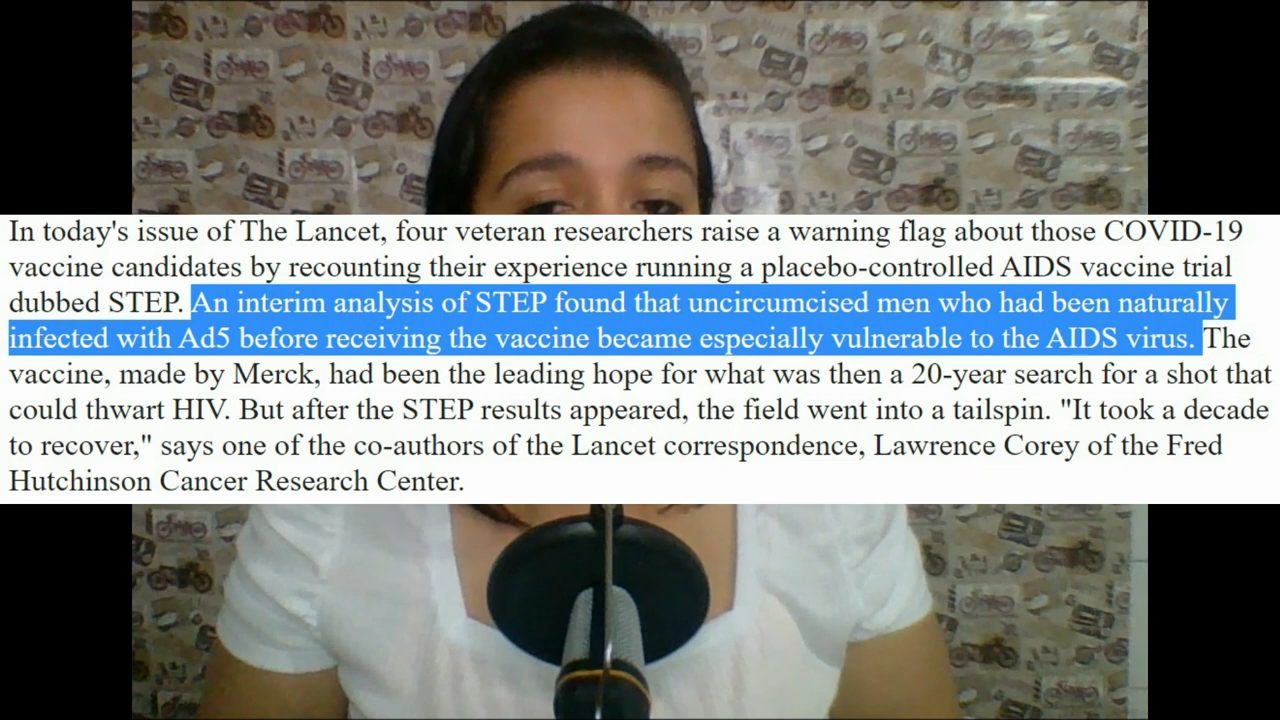 In today's issue of The Lancet, four veteran researchers raise a warning flag about those COVID-19
vaccine candidates by recounting their experience running a placebo-controlled AIDS vaccine trial
dubbed STEP. An interim analysis of STEP found that uncircumcised men who had been naturally
infected with Ad5 before receiving the vaccine became especially vulnerable to the AIDS virus. The
vaccine, made by Merck, had been the leading hope for what was then a 20-year search for a shot that
could thwart HIV. But after the STEP results appeared, the field went into a tailspin. "It took a decade
to recover," says one of the co-authors of the Lancet correspondence, Lawrence Corey of the Fred
Hutchinson Cancer Research Center.